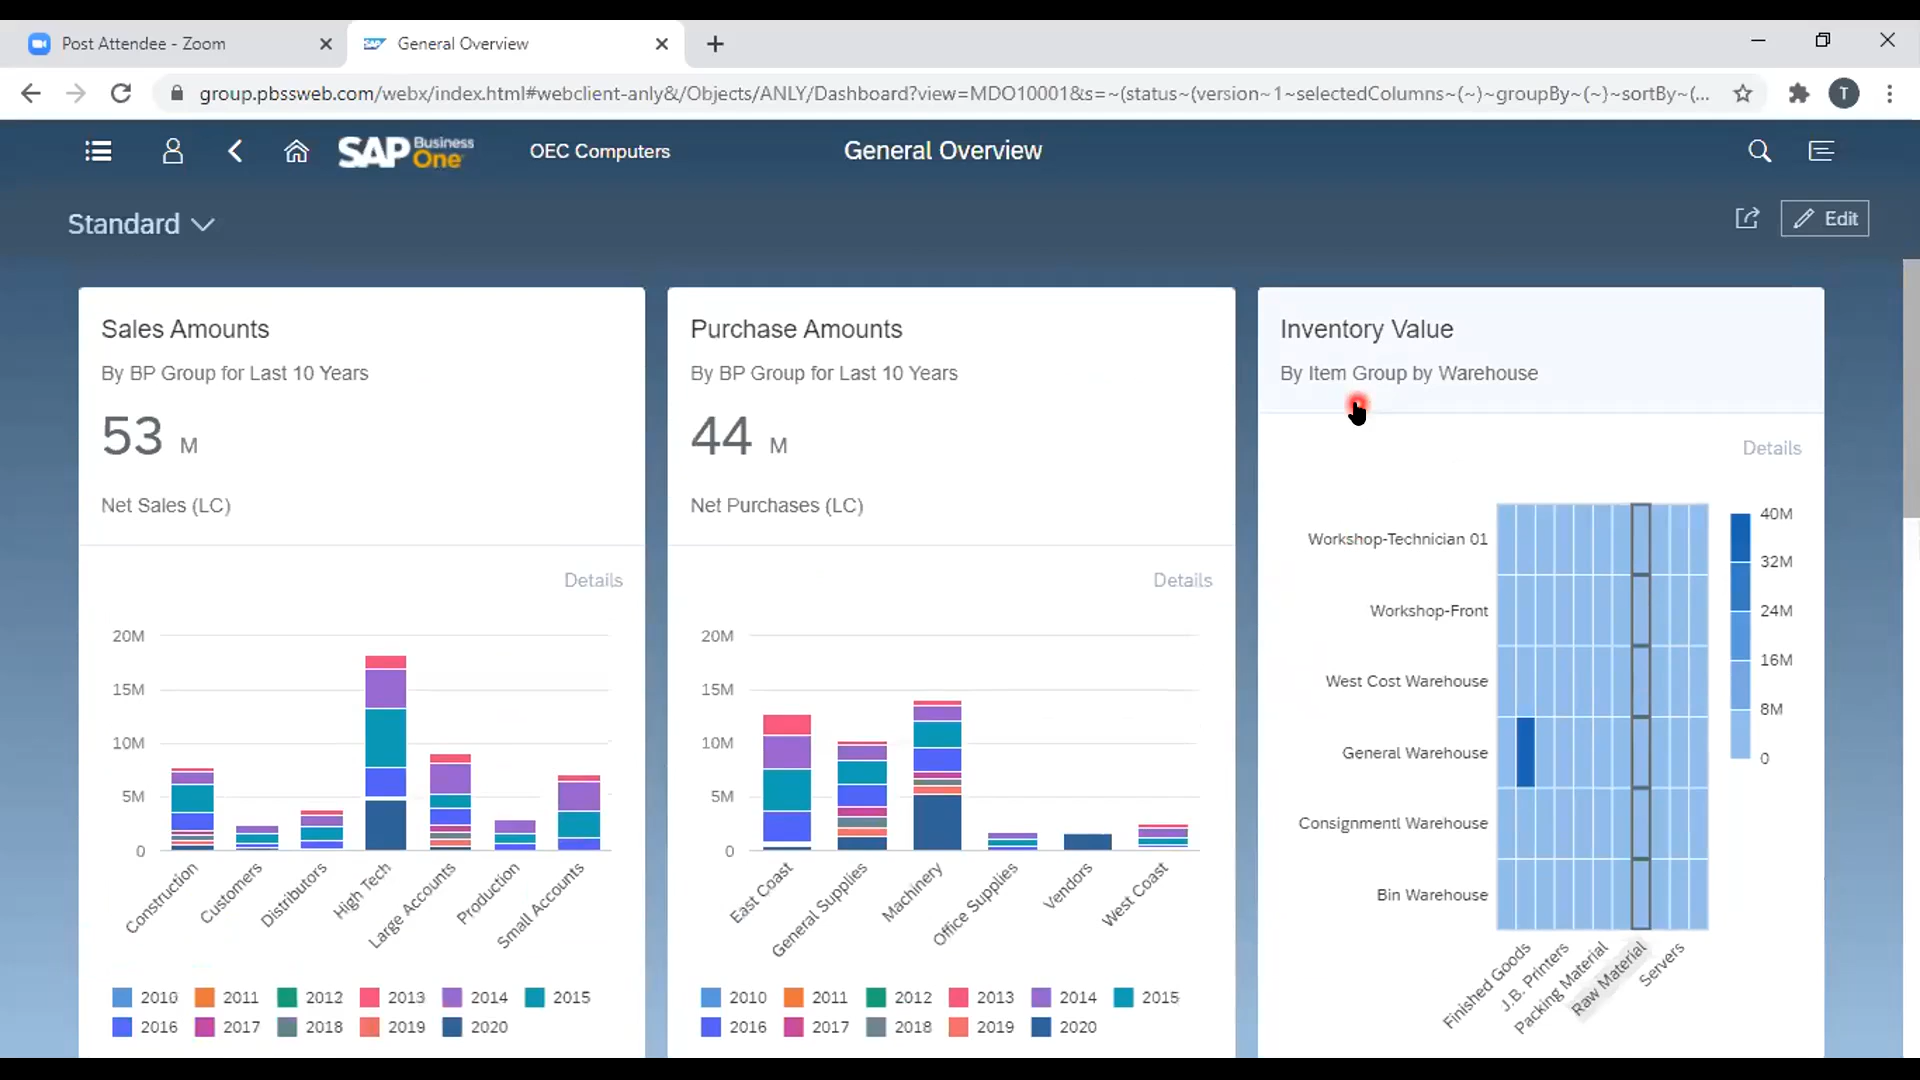 Post Attendee - Zoom
General Overview
group.pbssweb.com/webx/index.html#webclient-anly&/Objects/ANLY/Dashboard?view=MDO10001&s=~(status~(version~1~selectedColumns~(~)~groupBy~(~)~sortBy~(...
T
SAP Business One
OEC Computers
General Overview
Standard
Edit
Sales Amounts
By BP Group for Last 10 Years
53 M
Net Sales (LC)
Details
20M
15M
10M
5M
0
Construction
Customers
Distributors
High Tech
Large Accounts
Production
Small Accounts
2010 2011 2012 2013 2014 2015
2016 2017 2018 2019 2020
Purchase Amounts
By BP Group for Last 10 Years
44 M
Net Purchases (LC)
Details
20M
15M
10M
5M
0
East Coast
General Supplies
Machinery
Office Supplies
Vendors
West Coast
2010 2011 2012 2013 2014 2015
2016 2017 2018 2019 2020
Inventory Value
By Item Group by Warehouse
Details
Workshop-Technician 01
Workshop-Front
West Cost Warehouse
General Warehouse
Consignmentl Warehouse
Bin Warehouse
Finished Goods
J.B. Printers
Packing Material
Raw Material
Servers
40M
32M
24M
16M
8M
0